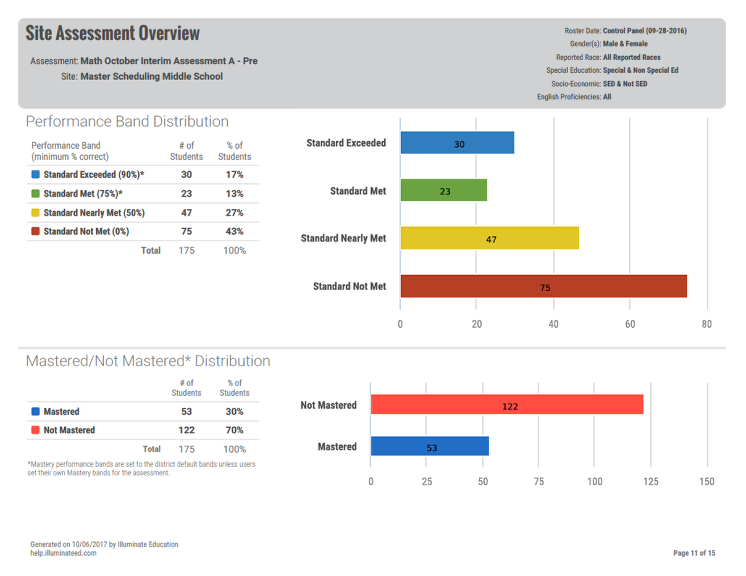 Site Assessment Overview
Assessment: Math October Interim Assessment A - Pre
Site: Master Scheduling Middle School
Roster Date: Control Panel (09-28-2016)
Gender(s): Male & Female
Reported Race: All Reported Races
Special Education: Special & Non Special Ed
Socio-Economic: SED & Not SED
English Proficiencies: All
Performance Band Distribution
Performance Band
(minimum % correct)
# of
Students
% of
Students
Standard Exceeded (90%)* 30 17%
Standard Met (75%)* 23 13%
Standard Nearly Met (50%) 47 27%
Standard Not Met (0%) 75 43%
Total 175 100%
Standard Exceeded 30
Standard Met 23
Standard Nearly Met 47
Standard Not Met 75
0 20 40 60 80
Mastered/Not Mastered* Distribution
# of
Students
% of
Students
Mastered 53 30%
Not Mastered 122 70%
Total 175 100%
*Mastery performance bands are set to the district default bands unless users
set their own Mastery bands for the assessment.
Not Mastered 122
Mastered 53
0 25 50 75 100 125 150
Generated on 10/06/2017 by Illuminate Education
help.illuminateed.com
Page 11 of 15